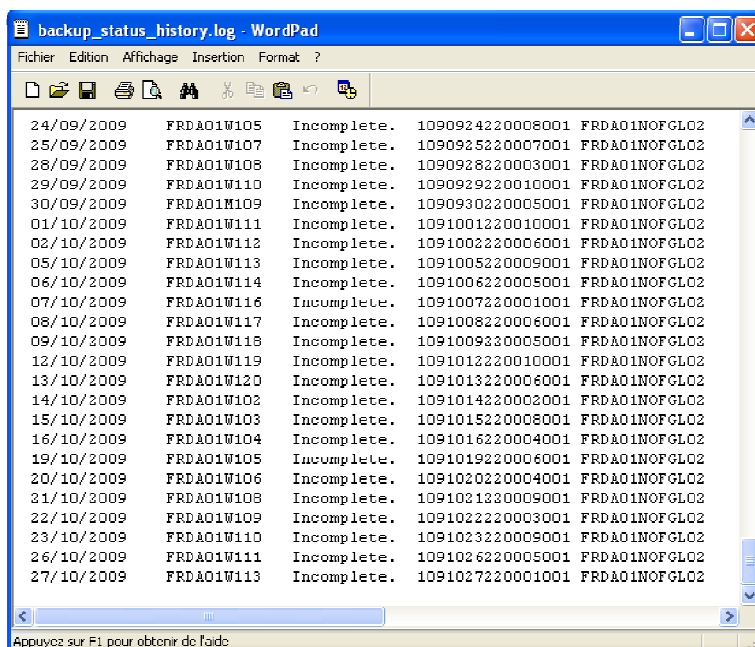 backup_status_history.log - WordPad
Fichier Edition Affichage Insertion Format ?
24/09/2009 FRDA01W105 Incomplete. 1090924220008001 FRDA01NOFGL02
25/09/2009 FRDA01W107 Incomplete. 1090925220007001 FRDA01NOFGL02
28/09/2009 FRDA01W108 Incomplete. 1090928220003001 FRDA01NOFGL02
29/09/2009 FRDA01W110 Incomplete. 1090929220010001 FRDA01NOFGL02
30/09/2009 FRDA01M109 Incomplete. 1090930220005001 FRDA01NOFGL02
01/10/2009 FRDA01W111 Incomplete. 1091001220010001 FRDA01NOFGL02
02/10/2009 FRDA01W112 Incomplete. 1091002220006001 FRDA01NOFGL02
05/10/2009 FRDA01W113 Incomplete. 1091005220009001 FRDA01NOFGL02
06/10/2009 FRDA01W114 Incomplete. 1091006220005001 FRDA01NOFGL02
07/10/2009 FRDA01W116 Incomplete. 1091007220001001 FRDA01NOFGL02
08/10/2009 FRDA01W117 Incomplete. 1091008220006001 FRDA01NOFGL02
09/10/2009 FRDA01W118 Incomplete. 1091009220005001 FRDA01NOFGL02
12/10/2009 FRDA01W119 Incomplete. 1091012220010001 FRDA01NOFGL02
13/10/2009 FRDA01W120 Incomplete. 1091013220006001 FRDA01NOFGL02
14/10/2009 FRDA01W102 Incomplete. 1091014220002001 FRDA01NOFGL02
15/10/2009 FRDA01W103 Incomplete. 1091015220008001 FRDA01NOFGL02
16/10/2009 FRDA01W104 Incomplete. 1091016220004001 FRDA01NOFGL02
19/10/2009 FRDA01W105 Incomplete. 1091019220006001 FRDA01NOFGL02
20/10/2009 FRDA01W106 Incomplete. 1091020220004001 FRDA01NOFGL02
21/10/2009 FRDA01W108 Incomplete. 1091021220009001 FRDA01NOFGL02
22/10/2009 FRDA01W109 Incomplete. 1091022220003001 FRDA01NOFGL02
23/10/2009 FRDA01W110 Incomplete. 1091023220009001 FRDA01NOFGL02
26/10/2009 FRDA01W111 Incomplete. 1091026220005001 FRDA01NOFGL02
27/10/2009 FRDA01W113 Incomplete. 1091027220001001 FRDA01NOFGL02
Appuyez sur F1 pour obtenir de l'aide